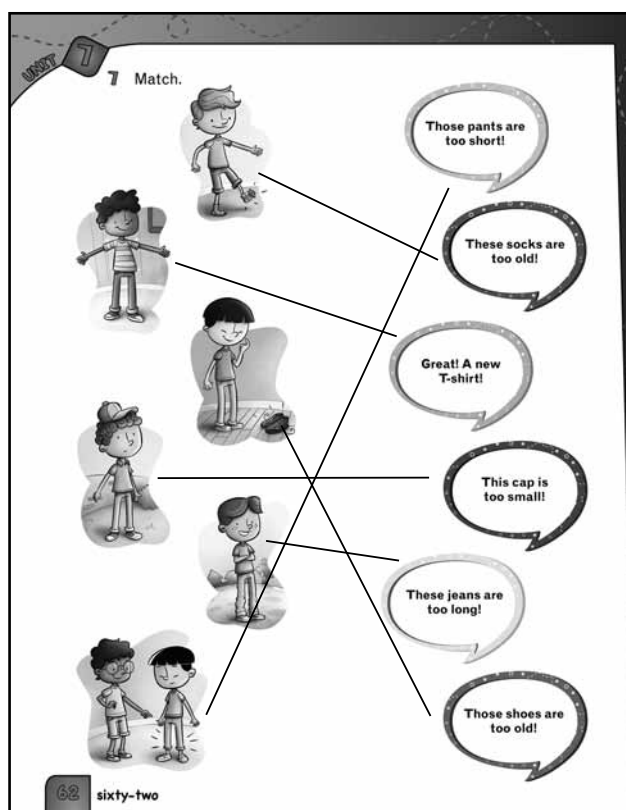 UNIT 7
7 Match.
Those pants are
too short!
These socks are
too old!
Great! A new
T-shirt!
This cap is
too small!
These jeans are
too long!
Those shoes are
too old!
62 sixty-two